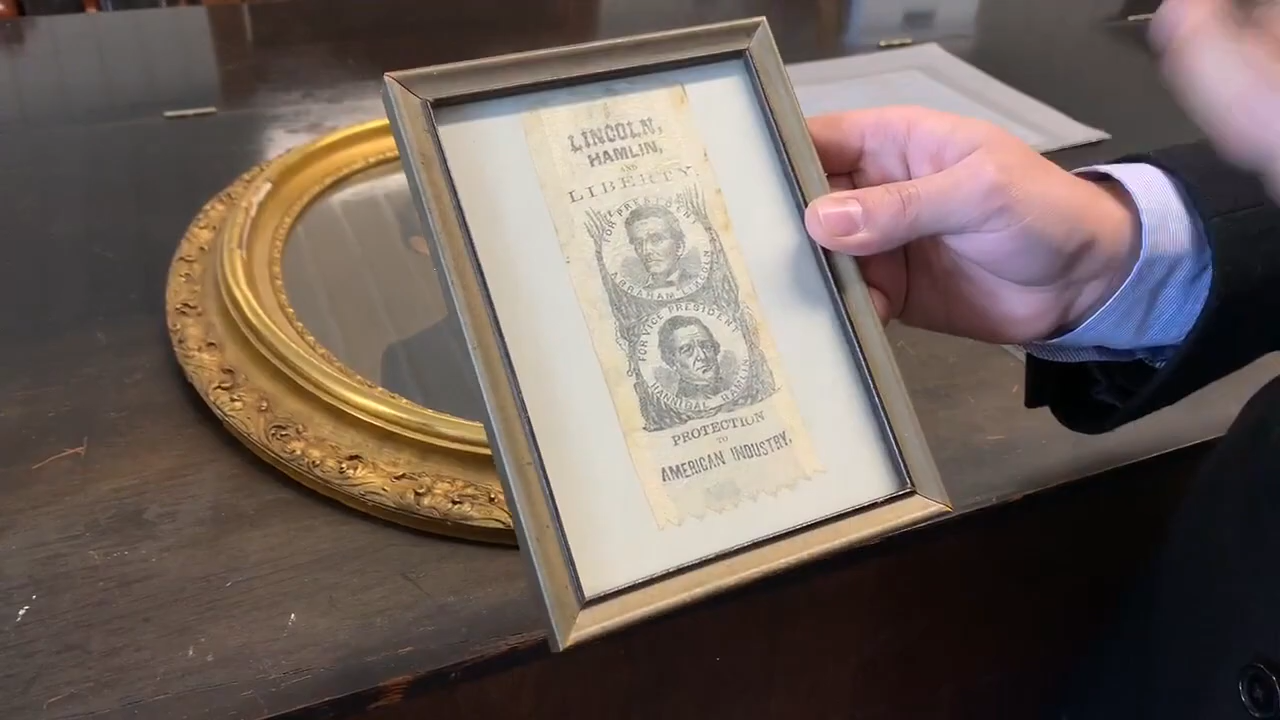 LINCOLN,
HAMLIN,
AND
LIBERTY.
FOR PRESIDENT
ABRAHAM LINCOLN
FOR VICE PRESIDENT
HANNIBAL HAMLIN
PROTECTION
TO
AMERICAN INDUSTRY.